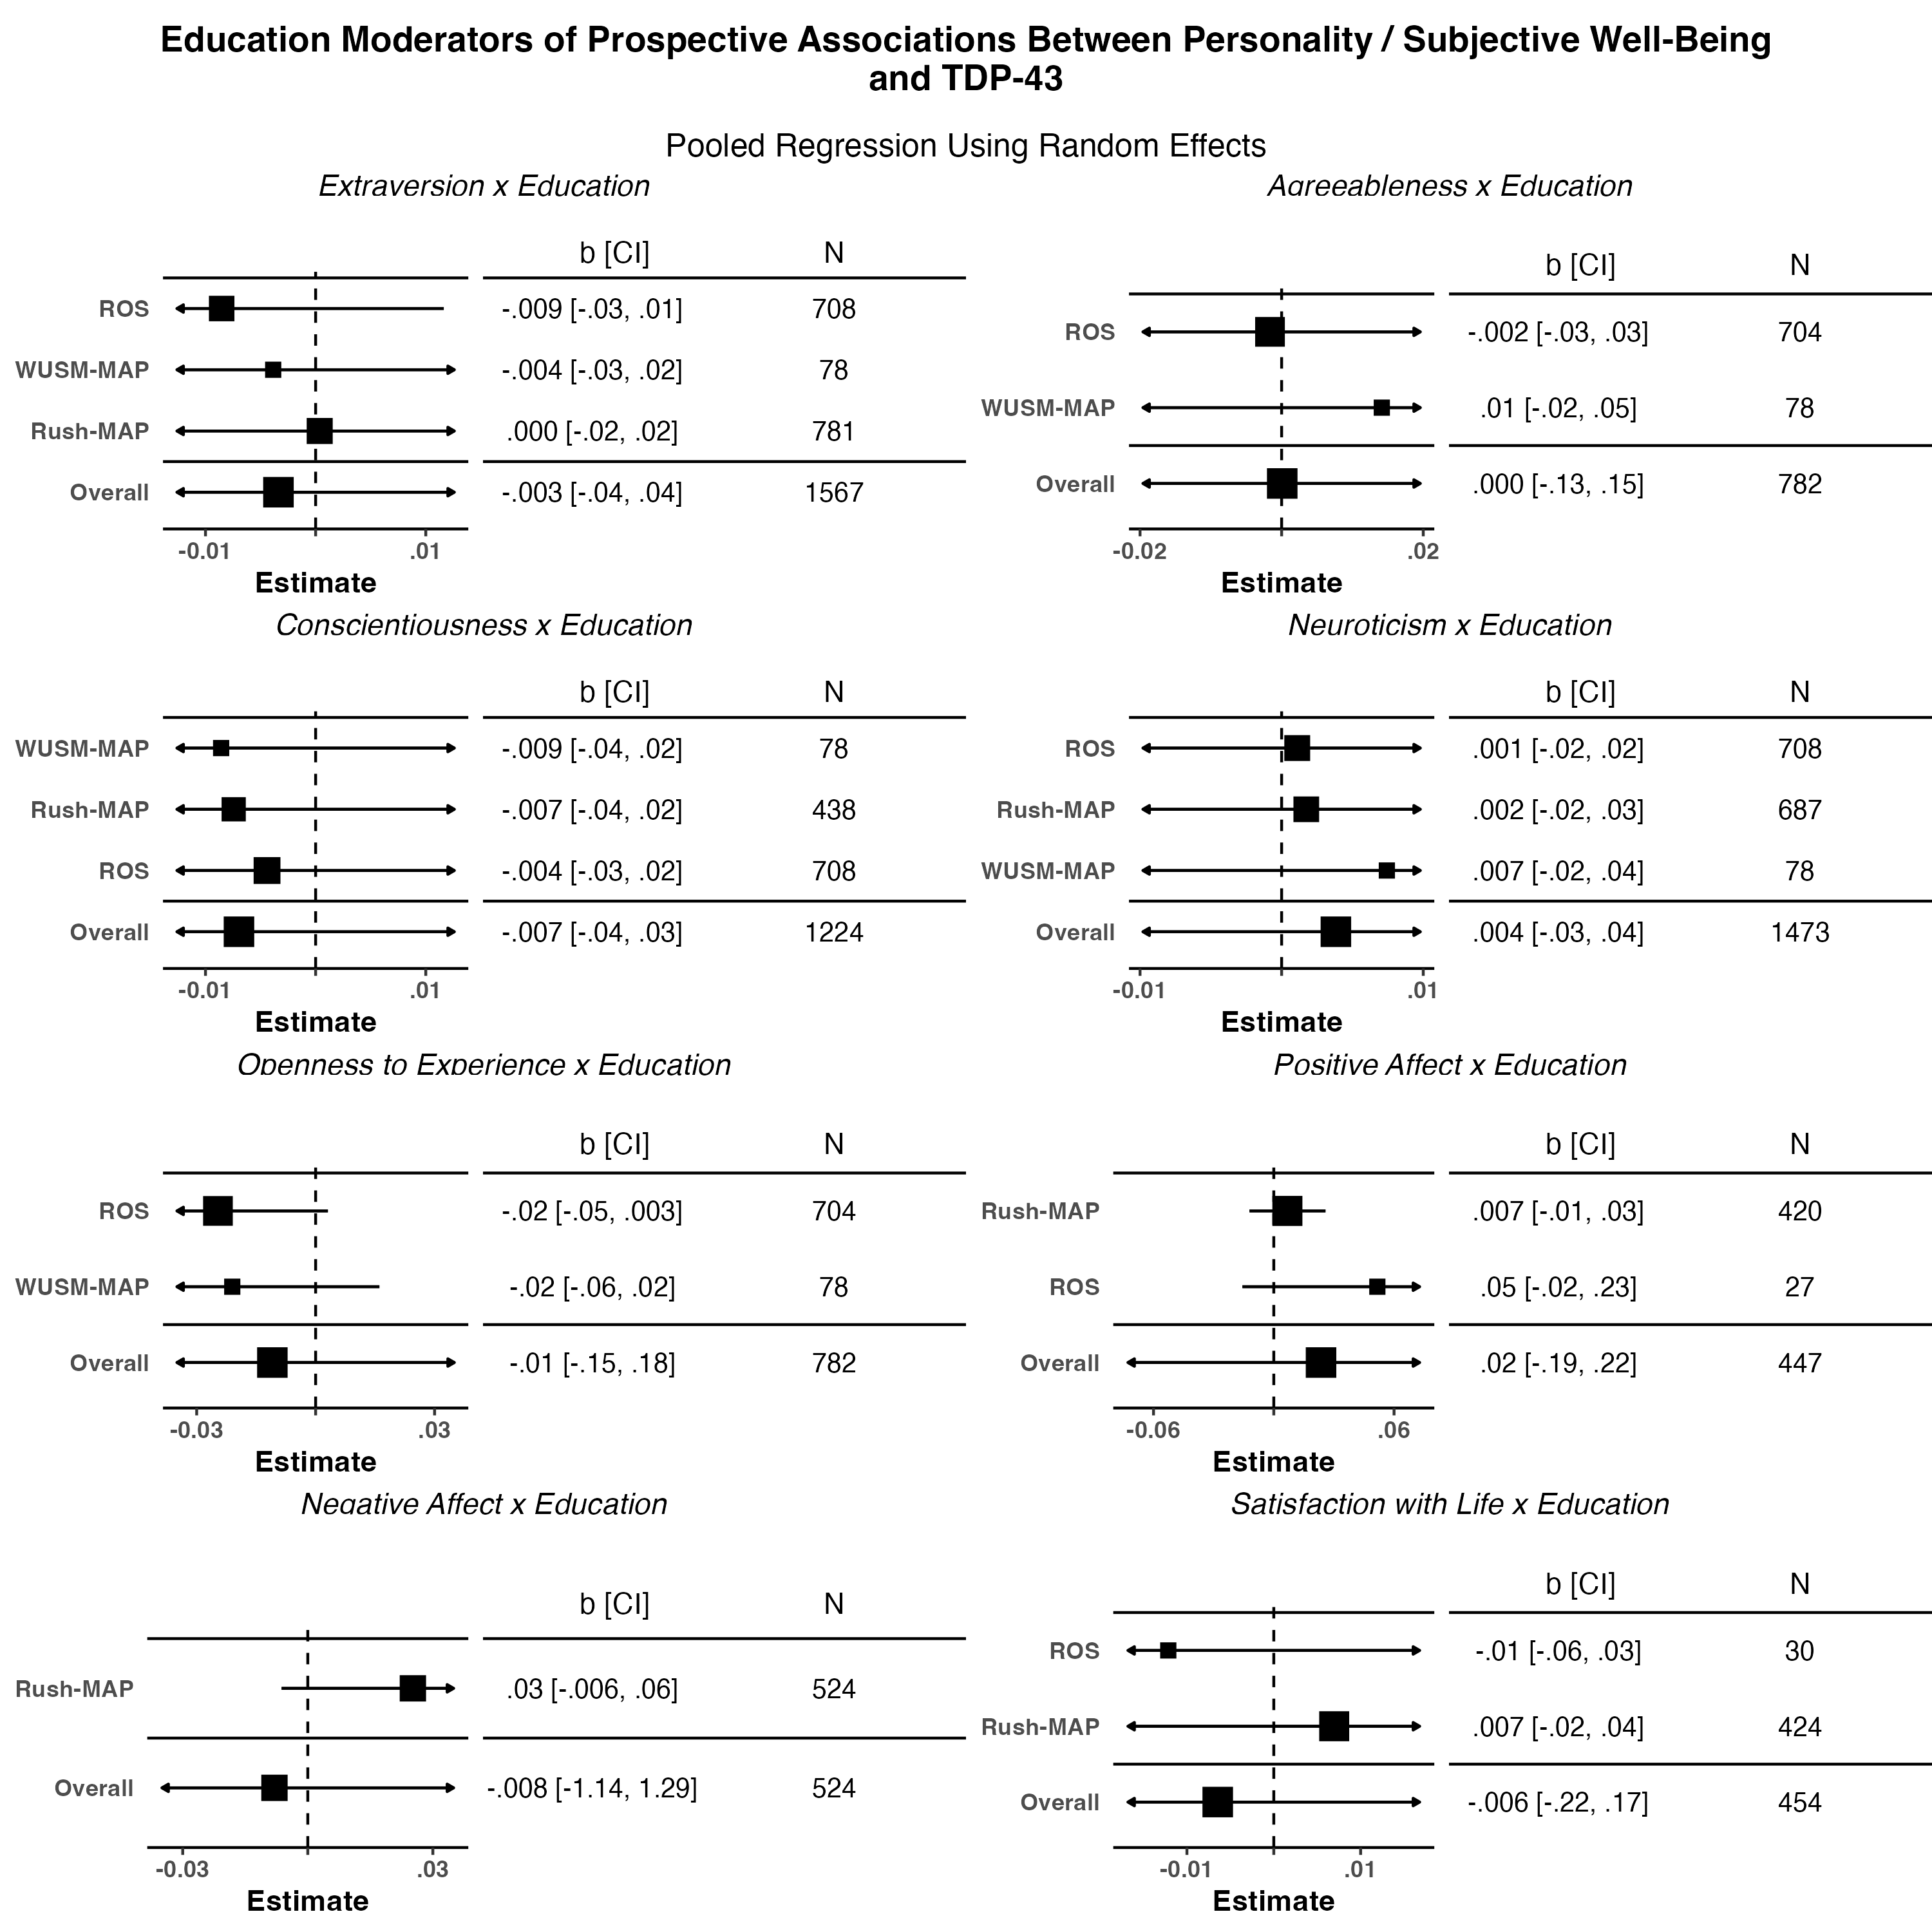 Education Moderators of Prospective Associations Between Personality / Subjective Well-Being
and TDP-43
Pooled Regression Using Random Effects
Extraversion x Education
b [CI] N
ROS -.009 [-.03, .01] 708
WUSM-MAP -.004 [-.03, .02] 78
Rush-MAP .000 [-.02, .02] 781
Overall -.003 [-.04, .04] 1567
-0.01 .01
Estimate
Agreeableness x Education
b [CI] N
ROS -.002 [-.03, .03] 704
WUSM-MAP .01 [-.02, .05] 78
Overall .000 [-.13, .15] 782
-0.02 .02
Estimate
Conscientiousness x Education
b [CI] N
WUSM-MAP -.009 [-.04, .02] 78
Rush-MAP -.007 [-.04, .02] 438
ROS -.004 [-.03, .02] 708
Overall -.007 [-.04, .03] 1224
-0.01 .01
Estimate
Neuroticism x Education
b [CI] N
ROS .001 [-.02, .02] 708
Rush-MAP .002 [-.02, .03] 687
WUSM-MAP .007 [-.02, .04] 78
Overall .004 [-.03, .04] 1473
-0.01 .01
Estimate
Openness to Experience x Education
b [CI] N
ROS -.02 [-.05, .003] 704
WUSM-MAP -.02 [-.06, .02] 78
Overall -.01 [-.15, .18] 782
-0.03 .03
Estimate
Positive Affect x Education
b [CI] N
Rush-MAP .007 [-.01, .03] 420
ROS .05 [-.02, .23] 27
Overall .02 [-.19, .22] 447
-0.06 .06
Estimate
Negative Affect x Education
b [CI] N
Rush-MAP .03 [-.006, .06] 524
Overall -.008 [-1.14, 1.29] 524
-0.03 .03
Estimate
Satisfaction with Life x Education
b [CI] N
ROS -.01 [-.06, .03] 30
Rush-MAP .007 [-.02, .04] 424
Overall -.006 [-.22, .17] 454
-0.01 .01
Estimate